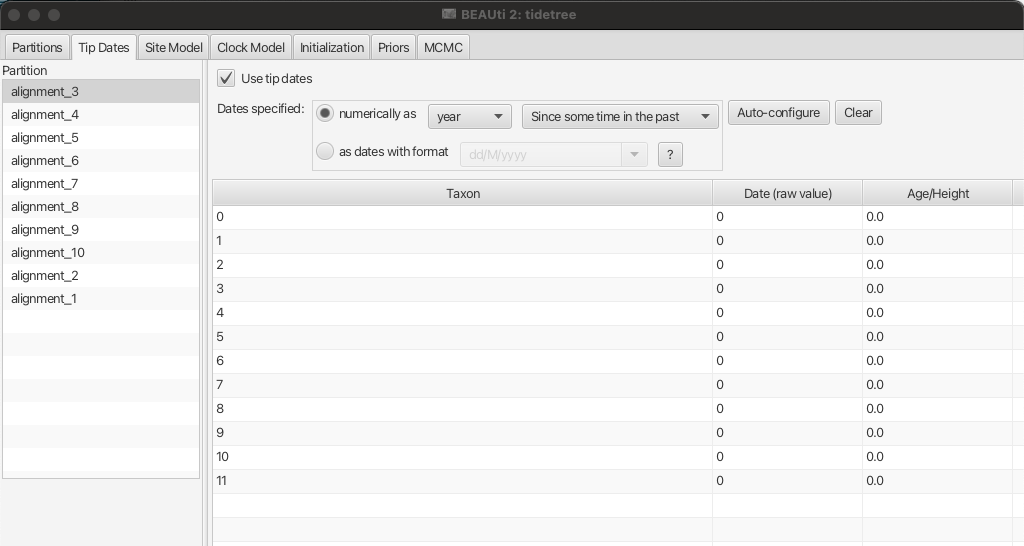 BEAUti 2: tidetree
Partitions Tip Dates Site Model Clock Model Initialization Priors MCMC
Partition
alignment_3
alignment_4
alignment_5
alignment_6
alignment_7
alignment_8
alignment_9
alignment_10
alignment_2
alignment_1
Use tip dates
Dates specified: numerically as year Since some time in the past Auto-configure Clear
as dates with format dd/M/yyyy ?
Taxon Date (raw value) Age/Height
0 0 0.0
1 0 0.0
2 0 0.0
3 0 0.0
4 0 0.0
5 0 0.0
6 0 0.0
7 0 0.0
8 0 0.0
9 0 0.0
10 0 0.0
11 0 0.0